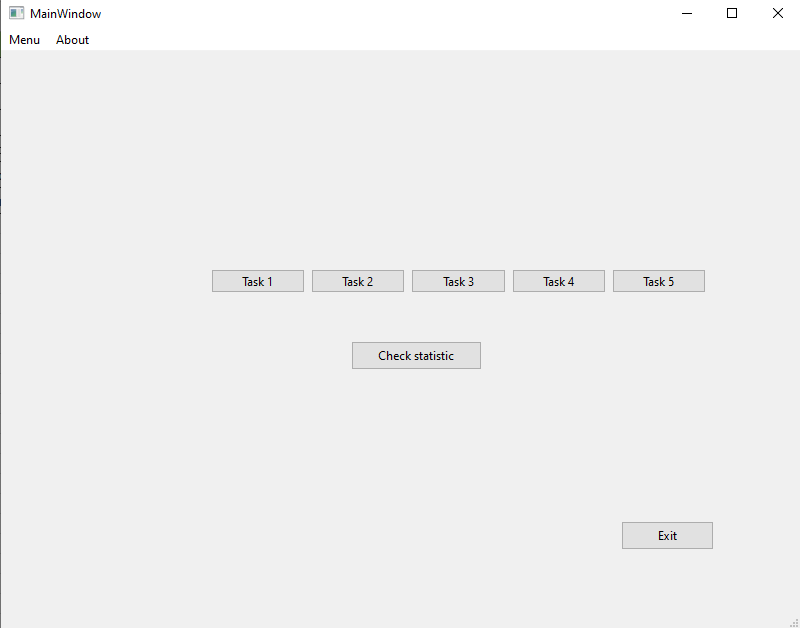 MainWindow
Menu About
Task 1 Task 2 Task 3 Task 4 Task 5
Check statistic
Exit